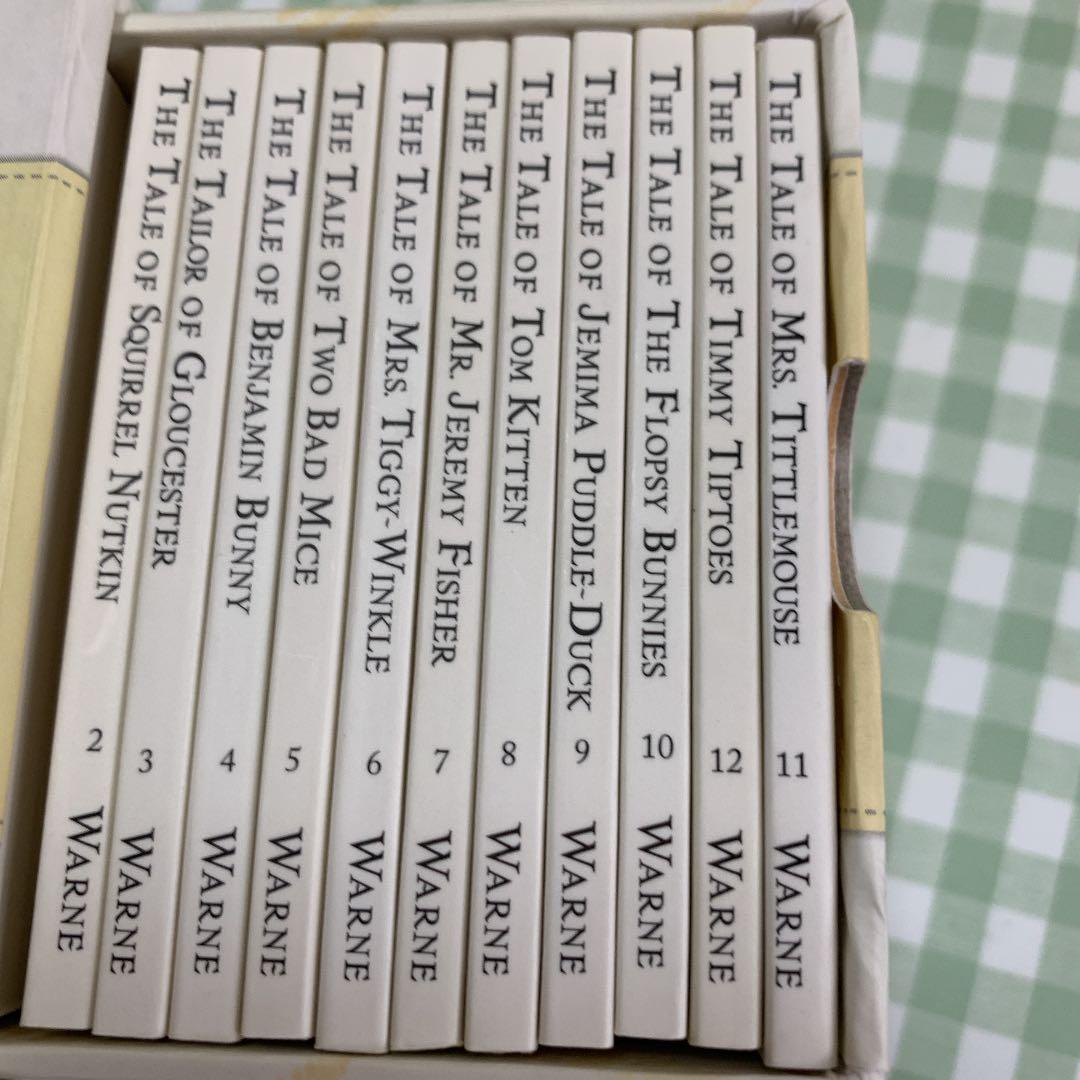 THE TALE OF SQUIRREL NUTKIN 2 WARNE
THE TAILOR OF GLOUCESTER 3 WARNE
THE TALE OF BENJAMIN BUNNY 4 WARNE
THE TALE OF TWO BAD MICE 5 WARNE
THE TALE OF MRS. TIGGY-WINKLE 6 WARNE
THE TALE OF MR. JEREMY FISHER 7 WARNE
THE TALE OF TOM KITTEN 8 WARNE
THE TALE OF JEMIMA PUDDLE-DUCK 9 WARNE
THE TALE OF THE FLOPSY BUNNIES 10 WARNE
THE TALE OF TIMMY TIPTOES 12 WARNE
THE TALE OF MRS. TITTLEMOUSE 11 WARNE